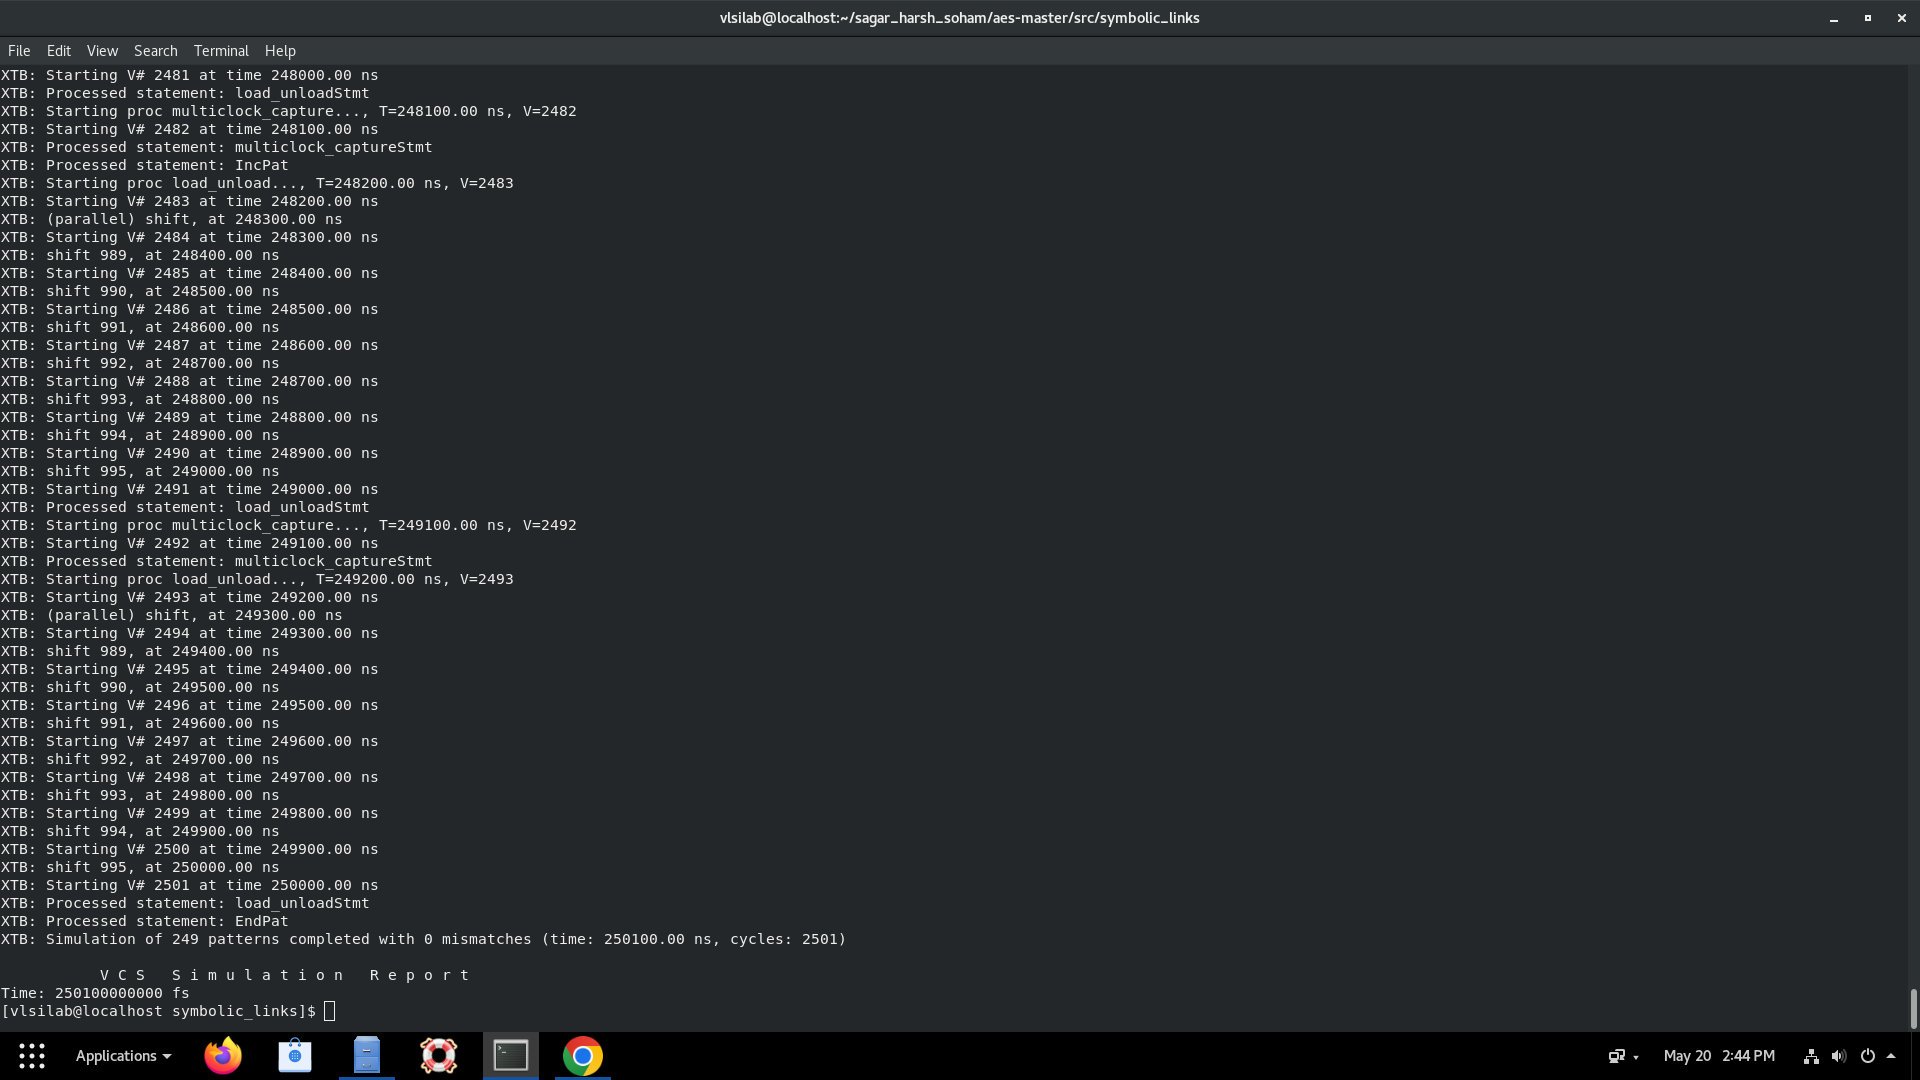 vlsilab@localhost:~/sagar_harsh_soham/aes-master/src/symbolic_links
File Edit View Search Terminal Help
XTB: Starting V# 2481 at time 248000.00 ns
XTB: Processed statement: load_unloadStmt
XTB: Starting proc multiclock_capture..., T=248100.00 ns, V=2482
XTB: Starting V# 2482 at time 248100.00 ns
XTB: Processed statement: multiclock_captureStmt
XTB: Processed statement: IncPat
XTB: Starting proc load_unload..., T=248200.00 ns, V=2483
XTB: Starting V# 2483 at time 248200.00 ns
XTB: (parallel) shift, at 248300.00 ns
XTB: Starting V# 2484 at time 248300.00 ns
XTB: shift 989, at 248400.00 ns
XTB: Starting V# 2485 at time 248400.00 ns
XTB: shift 990, at 248500.00 ns
XTB: Starting V# 2486 at time 248500.00 ns
XTB: shift 991, at 248600.00 ns
XTB: Starting V# 2487 at time 248600.00 ns
XTB: shift 992, at 248700.00 ns
XTB: Starting V# 2488 at time 248700.00 ns
XTB: shift 993, at 248800.00 ns
XTB: Starting V# 2489 at time 248800.00 ns
XTB: shift 994, at 248900.00 ns
XTB: Starting V# 2490 at time 248900.00 ns
XTB: shift 995, at 249000.00 ns
XTB: Starting V# 2491 at time 249000.00 ns
XTB: Processed statement: load_unloadStmt
XTB: Starting proc multiclock_capture..., T=249100.00 ns, V=2492
XTB: Starting V# 2492 at time 249100.00 ns
XTB: Processed statement: multiclock_captureStmt
XTB: Starting proc load_unload..., T=249200.00 ns, V=2493
XTB: Starting V# 2493 at time 249200.00 ns
XTB: (parallel) shift, at 249300.00 ns
XTB: Starting V# 2494 at time 249300.00 ns
XTB: shift 989, at 249400.00 ns
XTB: Starting V# 2495 at time 249400.00 ns
XTB: shift 990, at 249500.00 ns
XTB: Starting V# 2496 at time 249500.00 ns
XTB: shift 991, at 249600.00 ns
XTB: Starting V# 2497 at time 249600.00 ns
XTB: shift 992, at 249700.00 ns
XTB: Starting V# 2498 at time 249700.00 ns
XTB: shift 993, at 249800.00 ns
XTB: Starting V# 2499 at time 249800.00 ns
XTB: shift 994, at 249900.00 ns
XTB: Starting V# 2500 at time 249900.00 ns
XTB: shift 995, at 250000.00 ns
XTB: Starting V# 2501 at time 250000.00 ns
XTB: Processed statement: load_unloadStmt
XTB: Processed statement: EndPat
XTB: Simulation of 249 patterns completed with 0 mismatches (time: 250100.00 ns, cycles: 2501)
V C S   S i m u l a t i o n   R e p o r t
Time: 250100000000 fs
[vlsilab@localhost symbolic_links]$
Applications May 20 2:44 PM